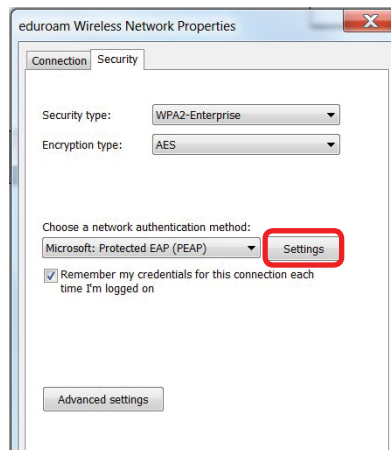 eduroam Wireless Network Properties
Connection Security
Security type: WPA2-Enterprise
Encryption type: AES
Choose a network authentication method:
Microsoft: Protected EAP (PEAP) Settings
Remember my credentials for this connection each
time I'm logged on
Advanced settings